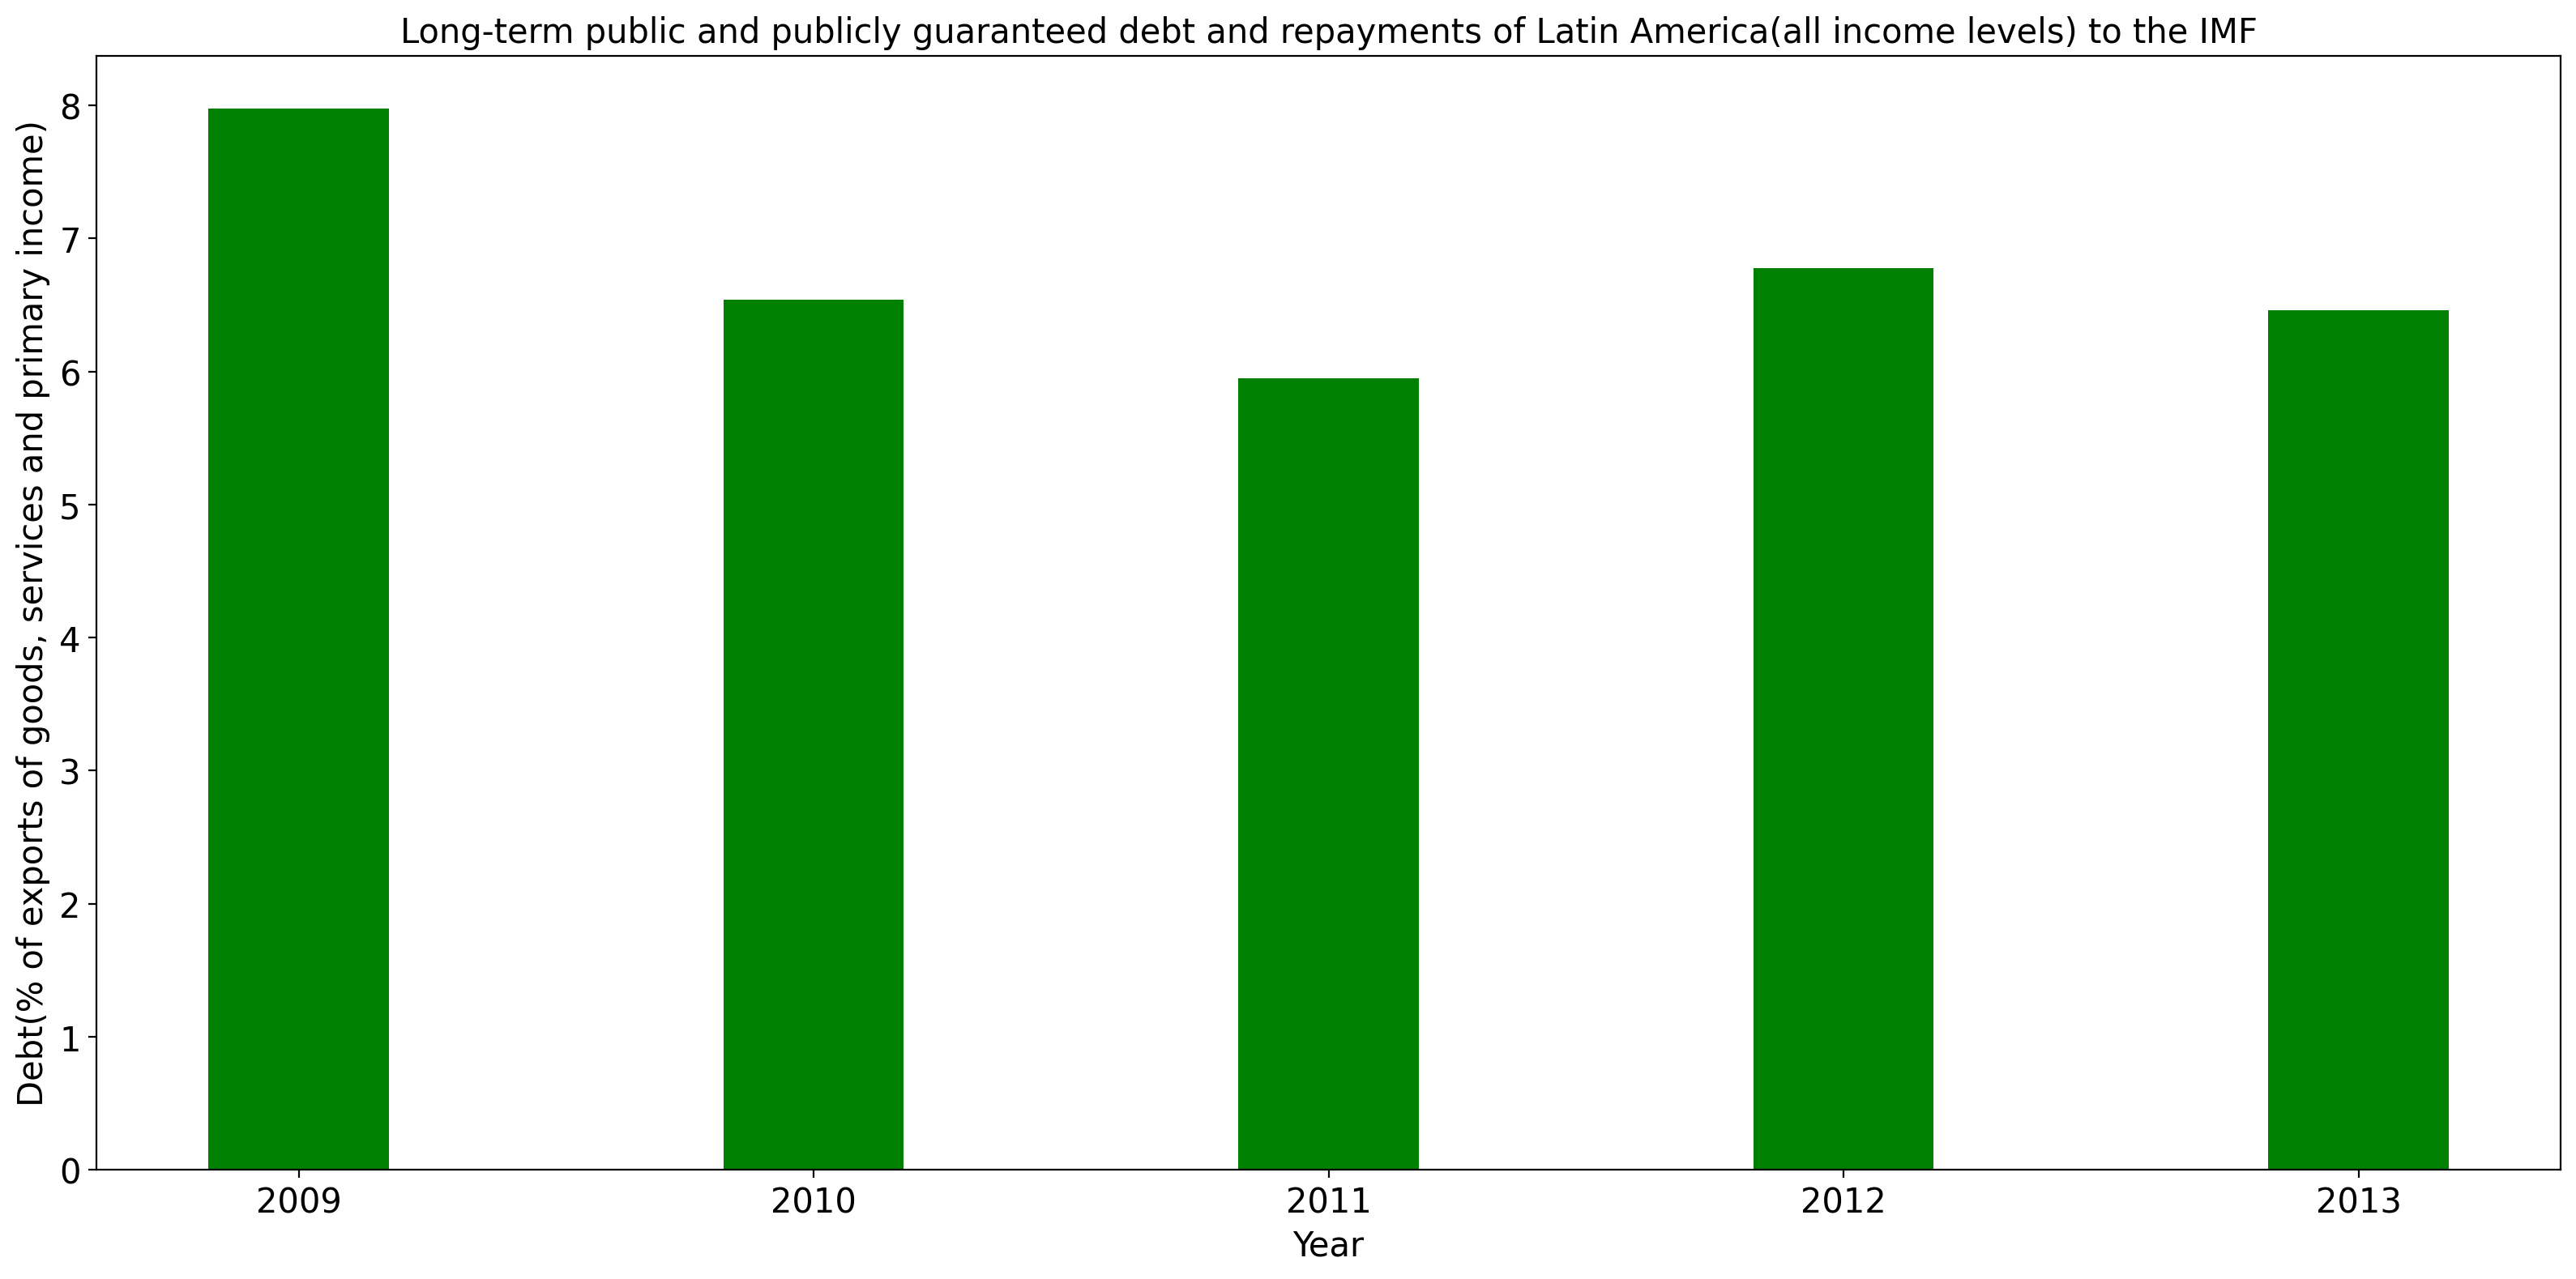 Long-term public and publicly guaranteed debt and repayments of Latin America(all income levels) to the IMF
Debt(% of exports of goods, services and primary income)
8
7
6
5
4
3
2
1
0
2009 2010 2011 2012 2013
Year